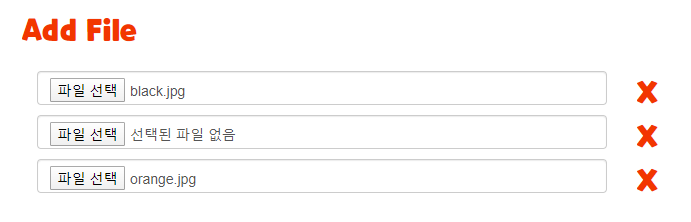 Add File
파일 선택 black.jpg X
파일 선택 선택된 파일 없음 X
파일 선택 orange.jpg X